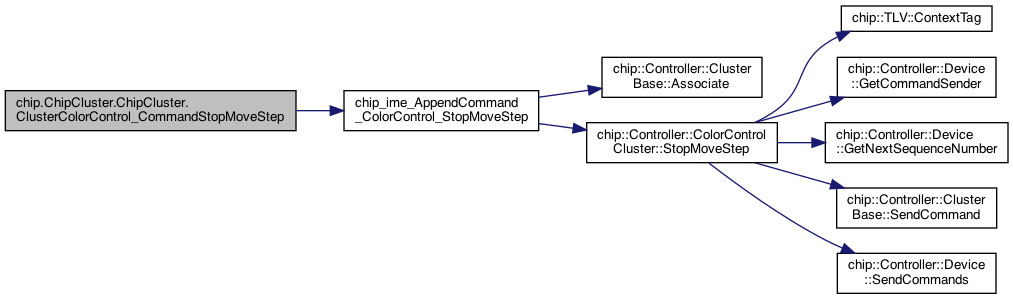 chip.ChipCluster.ChipCluster.
ClusterColorControl_CommandStopMoveStep
chip_ime_AppendCommand
_ColorControl_StopMoveStep
chip::Controller::Cluster
Base::Associate
chip::Controller::ColorControl
Cluster::StopMoveStep
chip::TLV::ContextTag
chip::Controller::Device
::GetCommandSender
chip::Controller::Device
::GetNextSequenceNumber
chip::Controller::Cluster
Base::SendCommand
chip::Controller::Device
::SendCommands